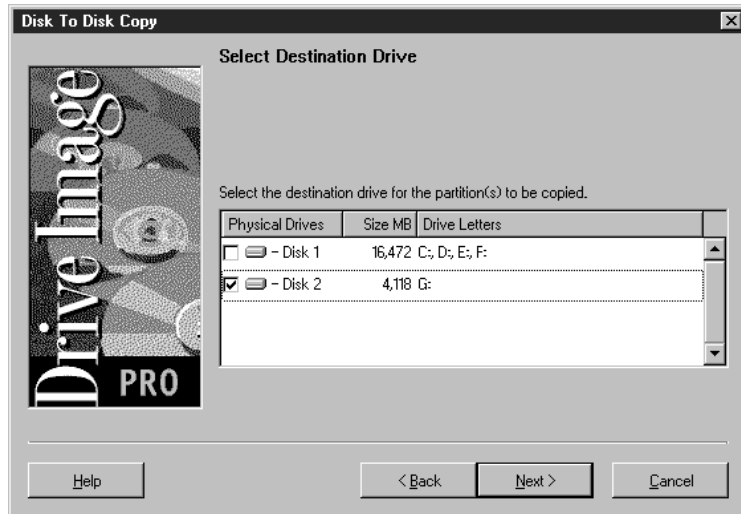 Disk To Disk Copy
Drive Image
PRO
Select Destination Drive
Select the destination drive for the partition(s) to be copied.
Physical Drives Size MB Drive Letters
- Disk 1 16,472 C:, D:, E:, F:
- Disk 2 4,118 G:
Help < Back Next > Cancel